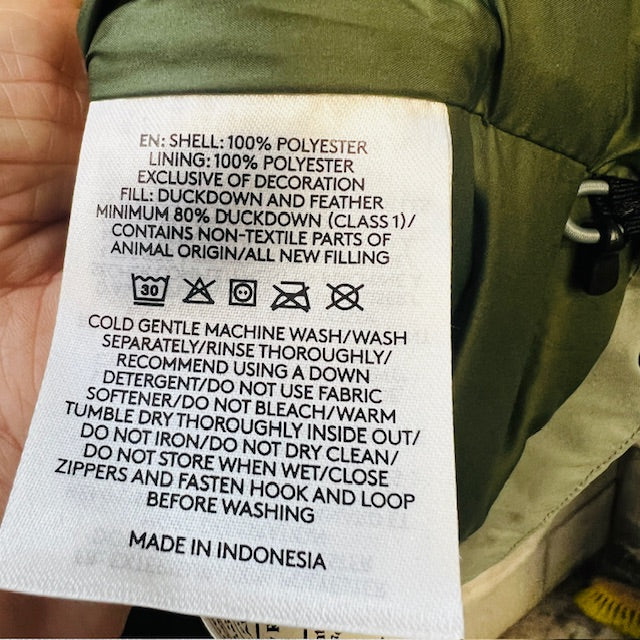 EN: SHELL: 100% POLYESTER
LINING: 100% POLYESTER
EXCLUSIVE OF DECORATION
FILL: DUCKDOWN AND FEATHER
MINIMUM 80% DUCKDOWN (CLASS 1)/
CONTAINS NON-TEXTILE PARTS OF
ANIMAL ORIGIN/ALL NEW FILLING
30
COLD GENTLE MACHINE WASH/WASH
SEPARATELY/RINSE THOROUGHLY/
RECOMMEND USING A DOWN
DETERGENT/DO NOT USE FABRIC
SOFTENER/DO NOT BLEACH/WARM
TUMBLE DRY THOROUGHLY INSIDE OUT/
DO NOT IRON/DO NOT DRY CLEAN/
DO NOT STORE WHEN WET/CLOSE
ZIPPERS AND FASTEN HOOK AND LOOP
BEFORE WASHING
MADE IN INDONESIA